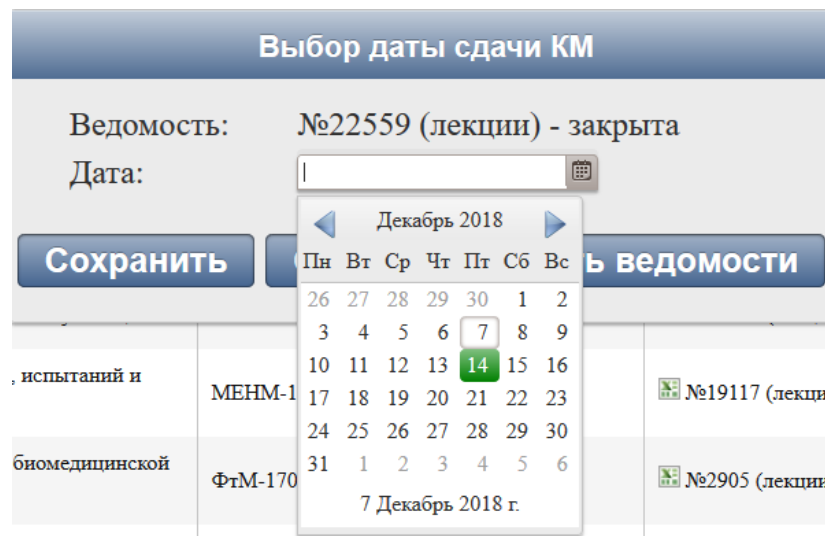 Выбор даты сдачи КМ
Ведомость: №22559 (лекции) - закрыта
Дата:
Декабрь 2018
Сохранить ведомости
Пн Вт Ср Чт Пт Сб Вс
26 27 28 29 30 1 2
3 4 5 6 7 8 9
10 11 12 13 14 15 16
17 18 19 20 21 22 23
24 25 26 27 28 29 30
31 1 2 3 4 5 6
7 Декабрь 2018 г.
, испытаний и
МЕНМ-1 №19117 (лекци
биомедицинской
ФтМ-170 №2905 (лекции